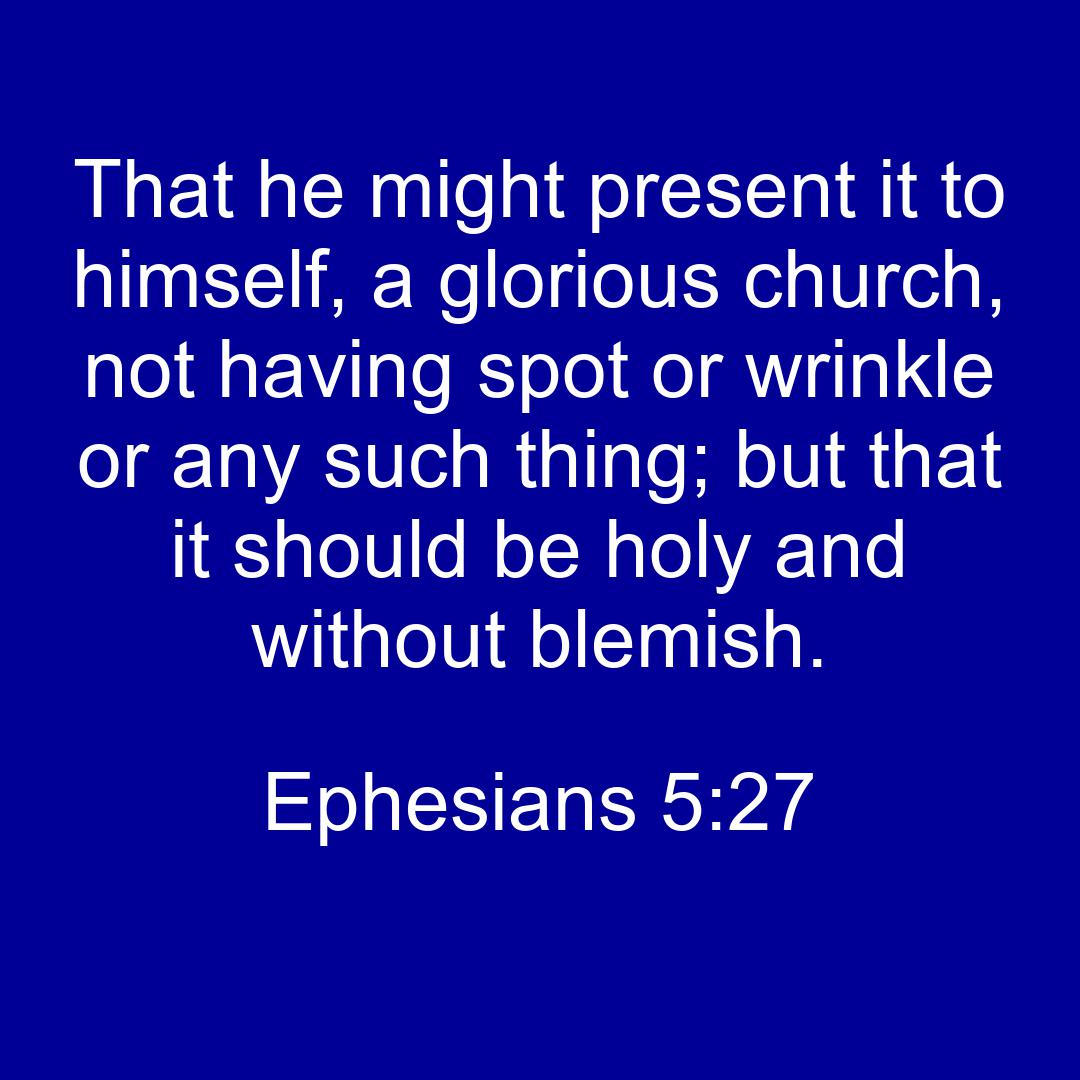 That he might present it to
himself, a glorious church,
not having spot or wrinkle
or any such thing; but that
it should be holy and
without blemish.
Ephesians 5:27